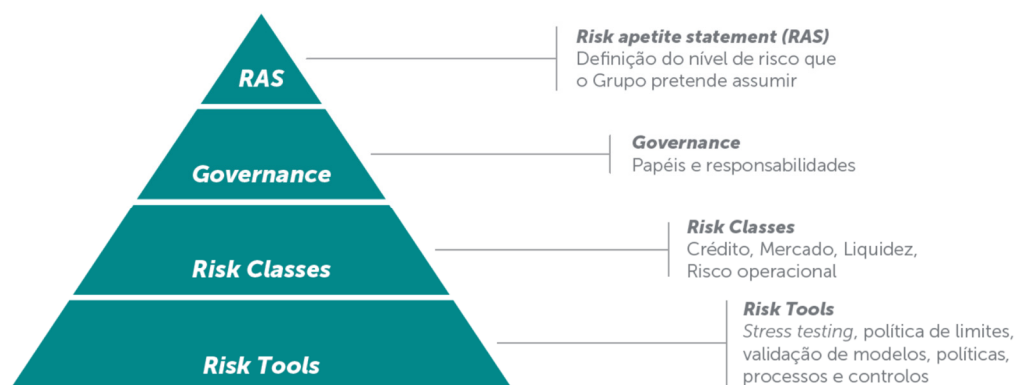 RAS
Risk apetite statement (RAS)
Definição do nível de risco que
o Grupo pretende assumir
Governance
Governance
Papéis e responsabilidades
Risk Classes
Risk Classes
Crédito, Mercado, Liquidez,
Risco operacional
Risk Tools
Risk Tools
Stress testing, política de limites,
validação de modelos, políticas,
processos e controlos